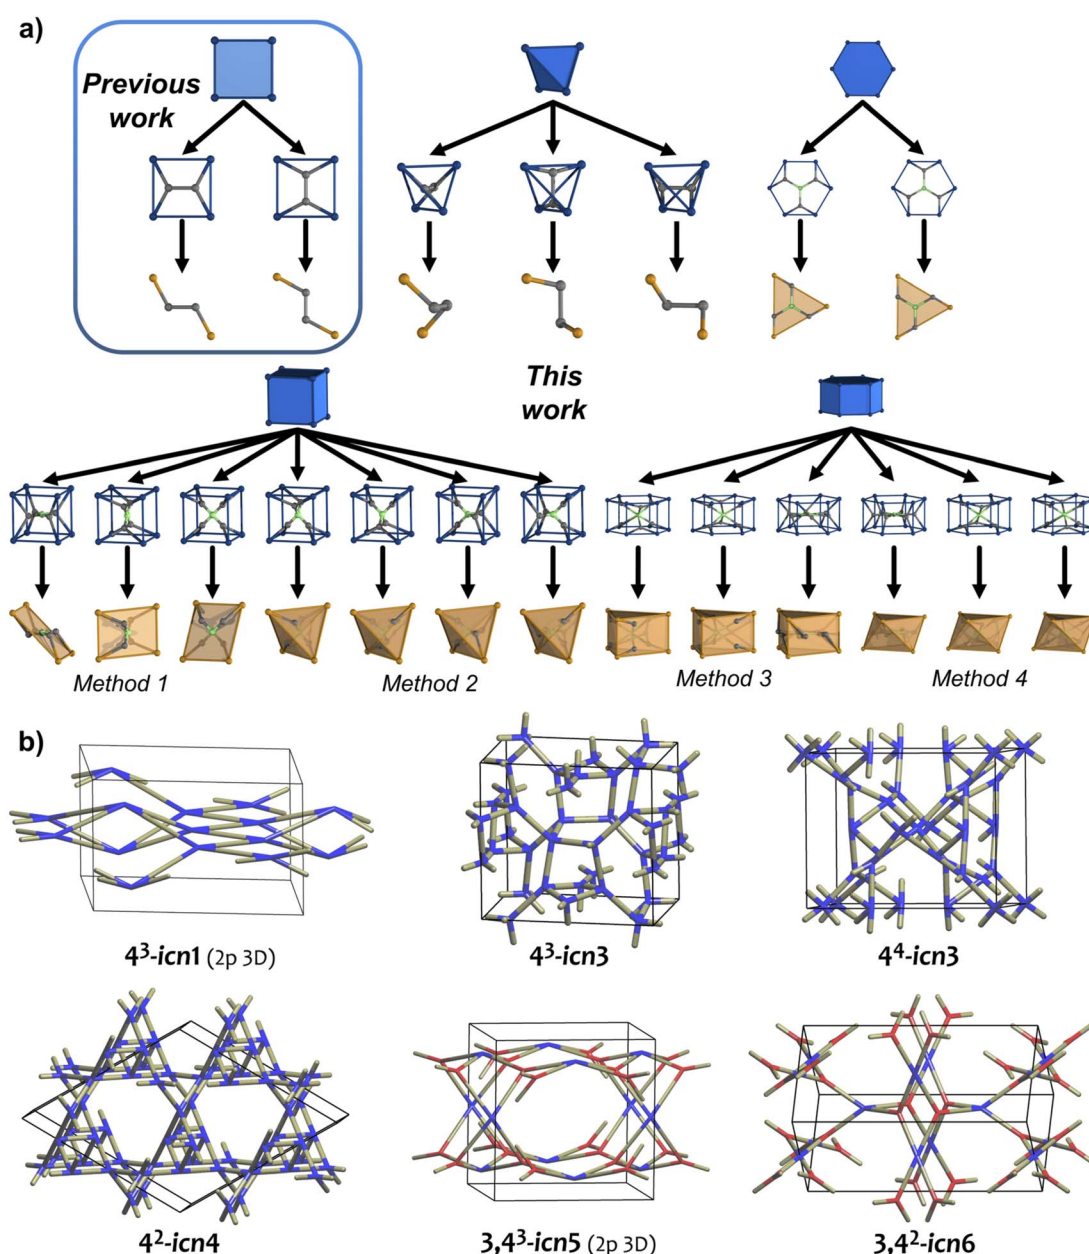 a)
Previous
work
This
work
Method 1
Method 2
Method 3
Method 4
b)
4³-icn1 (2p 3D)
4³-icn3
4⁴-icn3
4²-icn4
3,4³-icn5 (2p 3D)
3,4²-icn6